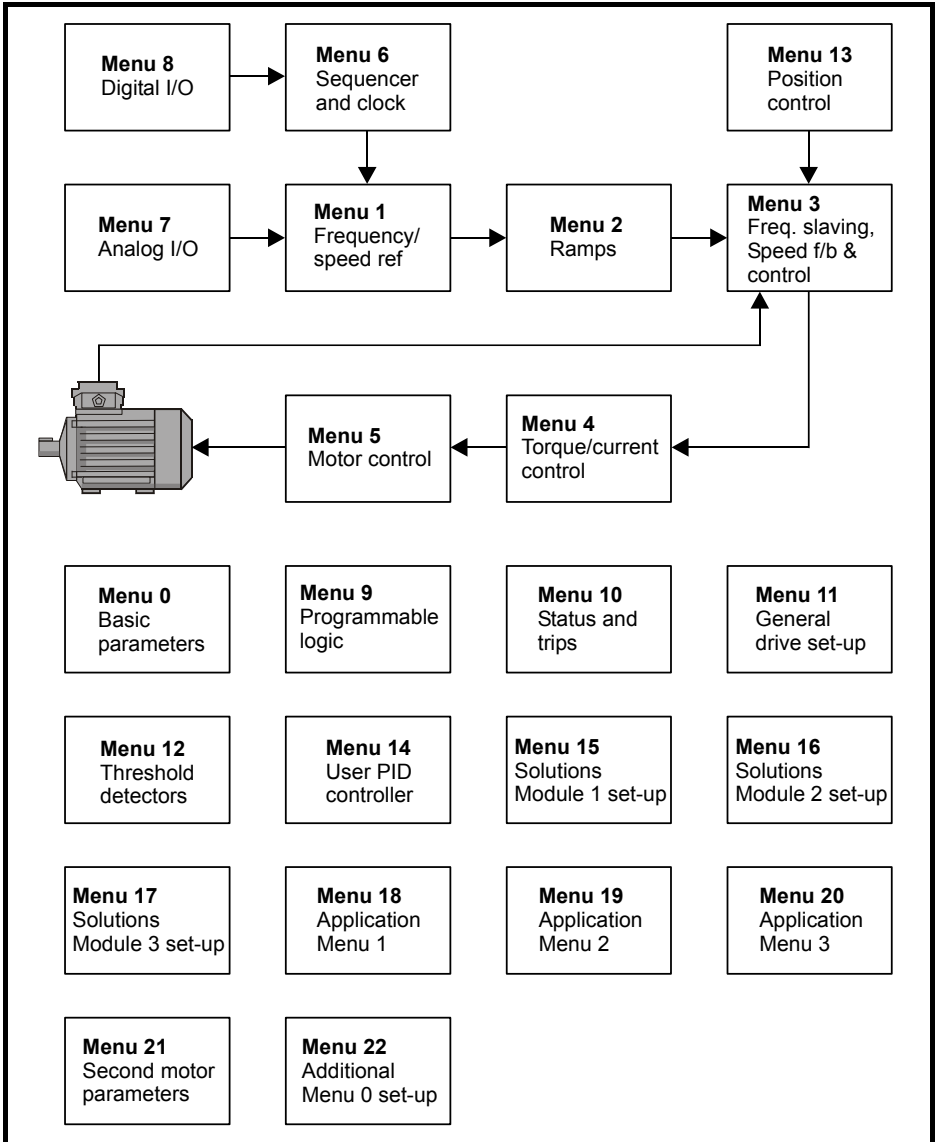 Menu 8
Digital I/O
Menu 6
Sequencer
and clock
Menu 13
Position
control
Menu 7
Analog I/O
Menu 1
Frequency/
speed ref
Menu 2
Ramps
Menu 3
Freq. slaving,
Speed f/b &
control
Menu 5
Motor control
Menu 4
Torque/current
control
Menu 0
Basic
parameters
Menu 9
Programmable
logic
Menu 10
Status and
trips
Menu 11
General
drive set-up
Menu 12
Threshold
detectors
Menu 14
User PID
controller
Menu 15
Solutions
Module 1 set-up
Menu 16
Solutions
Module 2 set-up
Menu 17
Solutions
Module 3 set-up
Menu 18
Application
Menu 1
Menu 19
Application
Menu 2
Menu 20
Application
Menu 3
Menu 21
Second motor
parameters
Menu 22
Additional
Menu 0 set-up